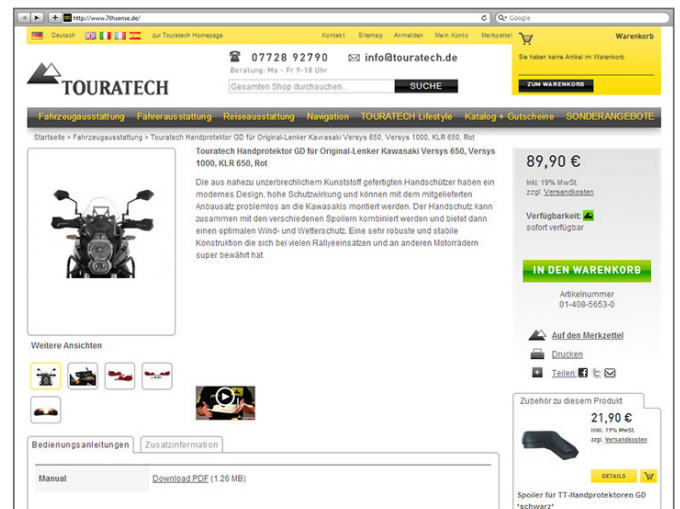 http://www.7thsense.de/
Google
Deutsch
zur Touratech Homepage
Kontakt Sitemap Anmelden Mein Konto Merkzettel
Warenkorb
Sie haben keine Artikel im Warenkorb.
ZUM WARENKORB
TOURATECH
07728 92790 info@touratech.de
Beratung: Mo - Fr 9-18 Uhr
Gesamten Shop durchsuchen... SUCHE
Fahrzeugausstattung Fahrerausstattung Reiseausstattung Navigation TOURATECH Lifestyle Katalog + Gutscheine SONDERANGEBOTE
Startseite > Fahrzeugausstattung > Touratech Handprotektor GD für Original-Lenker Kawasaki Versys 650, Versys 1000, KLR 650, Rot
Touratech Handprotektor GD für Original-Lenker Kawasaki Versys 650, Versys
1000, KLR 650, Rot
Die aus nahezu unzerbrechlichem Kunststoff gefertigten Handschützer haben ein
modernes Design, hohe Schutzwirkung und können mit dem mitgelieferten
Anbausatz problemlos an die Kawasakis montiert werden. Der Handschutz kann
zusammen mit den verschiedenen Spoilern kombiniert werden und bietet dann
einen optimalen Wind- und Wetterschutz. Eine sehr robuste und stabile
Konstruktion die sich bei vielen Rallyeeinsätzen und an anderen Motorrädern
super bewährt hat.
89,90 €
Inkl. 19% MwSt.
zzgl. Versandkosten
Verfügbarkeit:
sofort verfügbar
IN DEN WARENKORB
Artikelnummer
01-408-5653-0
Auf den Merkzettel
Drucken
Teilen:
Weitere Ansichten
Bedienungsanleitungen Zusatzinformation
Manual Download PDF (1.26 MB)
Zubehör zu diesem Produkt
21,90 €
Inkl. 19% MwSt.
zzgl. Versandkosten
DETAILS
Spoiler für TT-Handprotektoren GD
*schwarz*